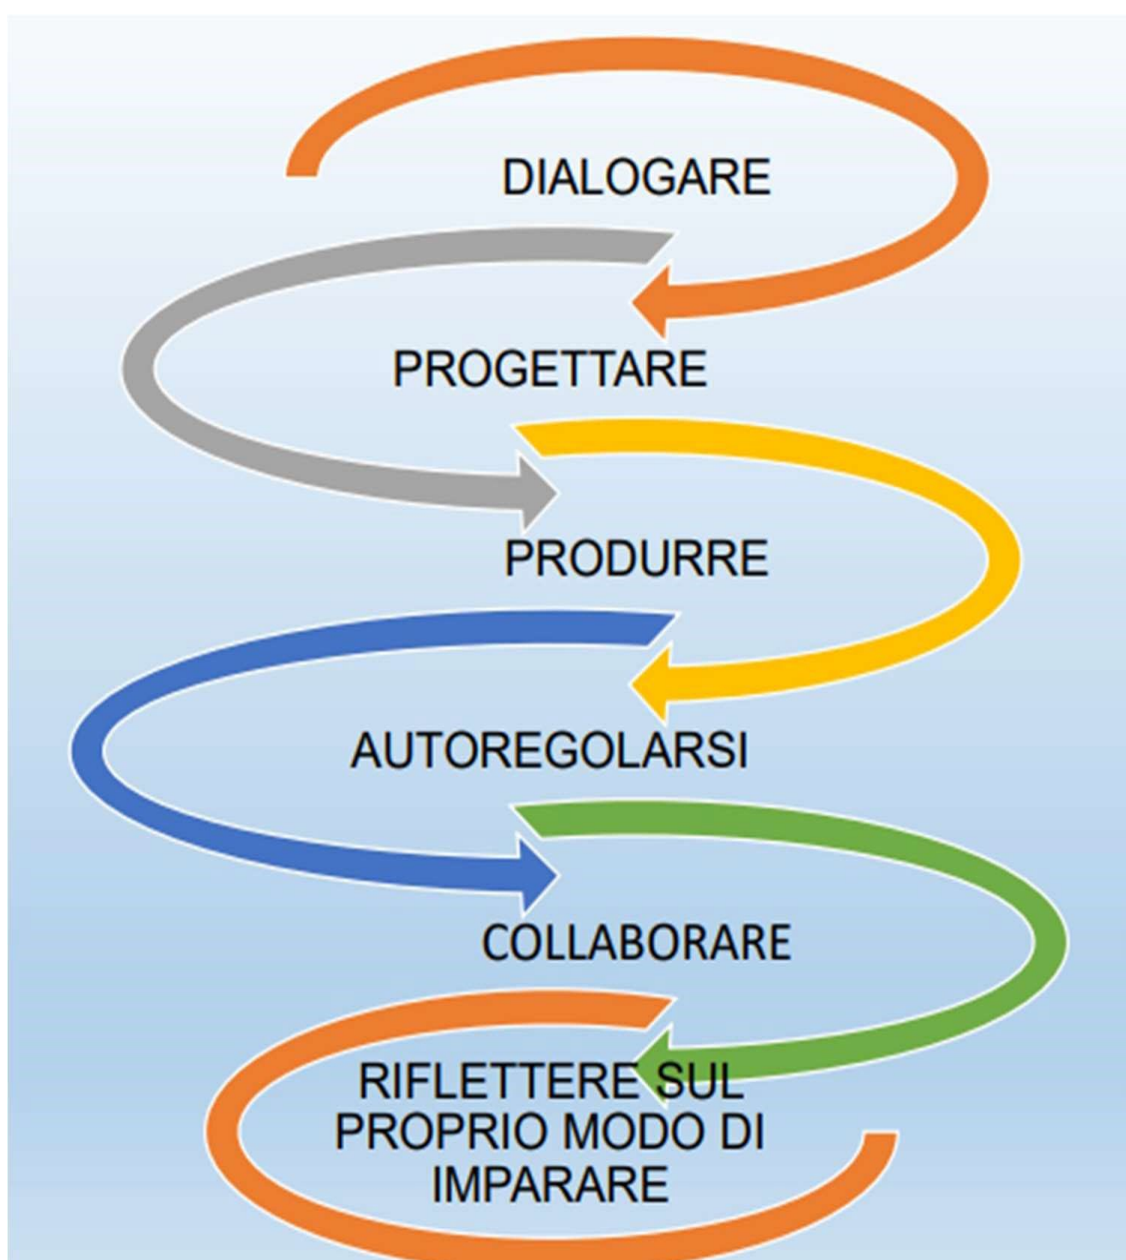 DIALOGARE
PROGETTARE
PRODURRE
AUTOREGOLARSI
COLLABORARE
RIFLETTERE SUL
PROPRIO MODO DI
IMPARARE